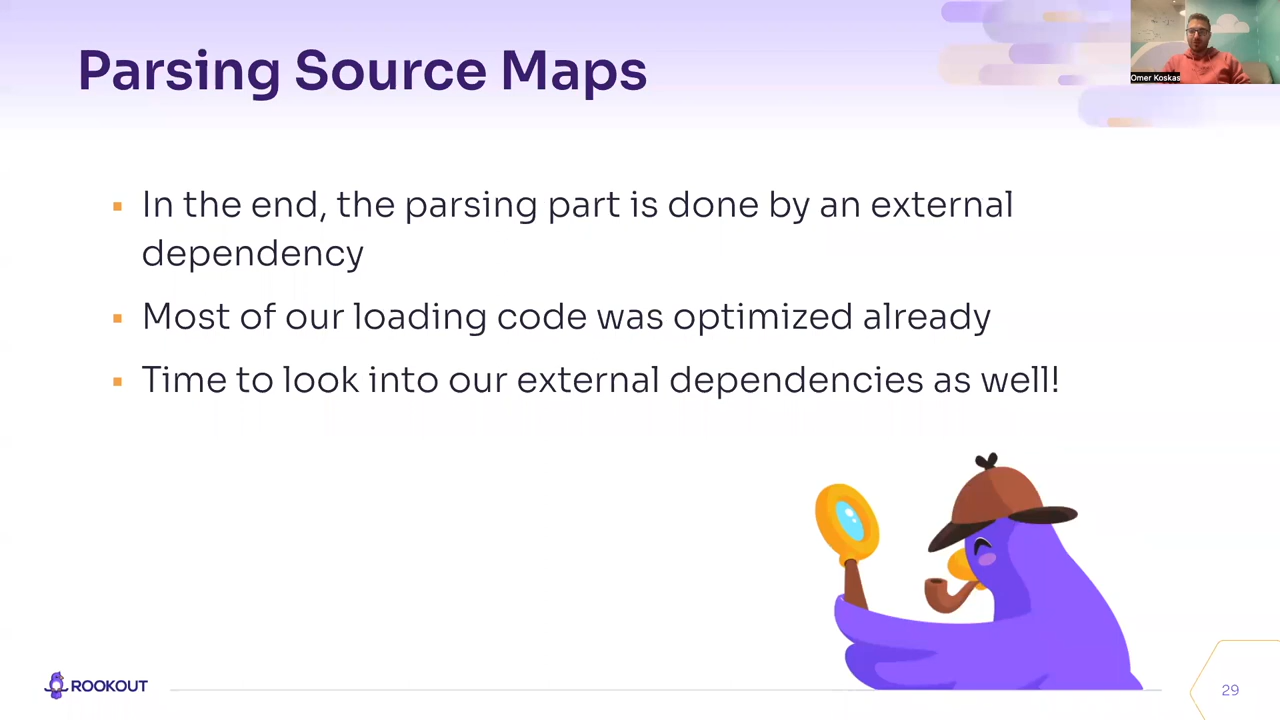 Parsing Source Maps
Omer Koskas
▪ In the end, the parsing part is done by an external
dependency
▪ Most of our loading code was optimized already
▪ Time to look into our external dependencies as well!
ROOKOUT
29